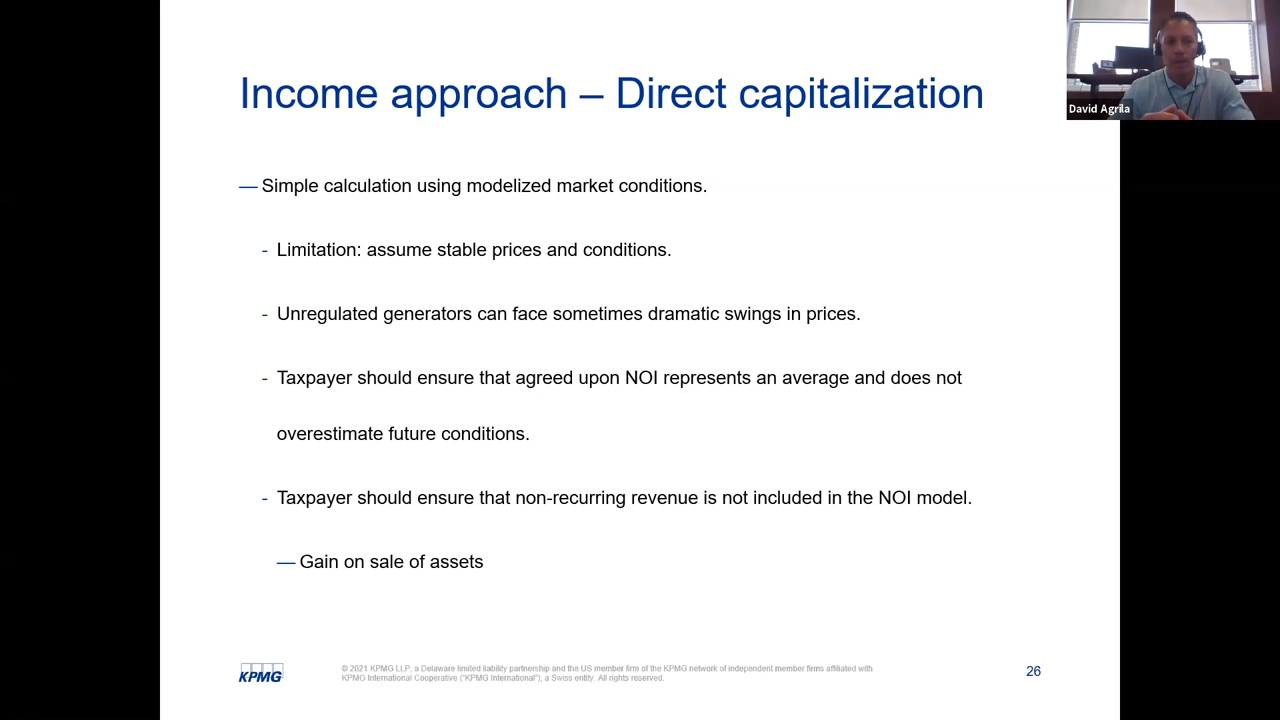 Income approach – Direct capitalization
David Agrila
— Simple calculation using modelized market conditions.
- Limitation: assume stable prices and conditions.
- Unregulated generators can face sometimes dramatic swings in prices.
- Taxpayer should ensure that agreed upon NOI represents an average and does not
overestimate future conditions.
- Taxpayer should ensure that non-recurring revenue is not included in the NOI model.
— Gain on sale of assets
KPMG
© 2021 KPMG LLP, a Delaware limited liability partnership and the US member firm of the KPMG network of independent member firms affiliated with
KPMG International Cooperative ("KPMG International"), a Swiss entity. All rights reserved.
26